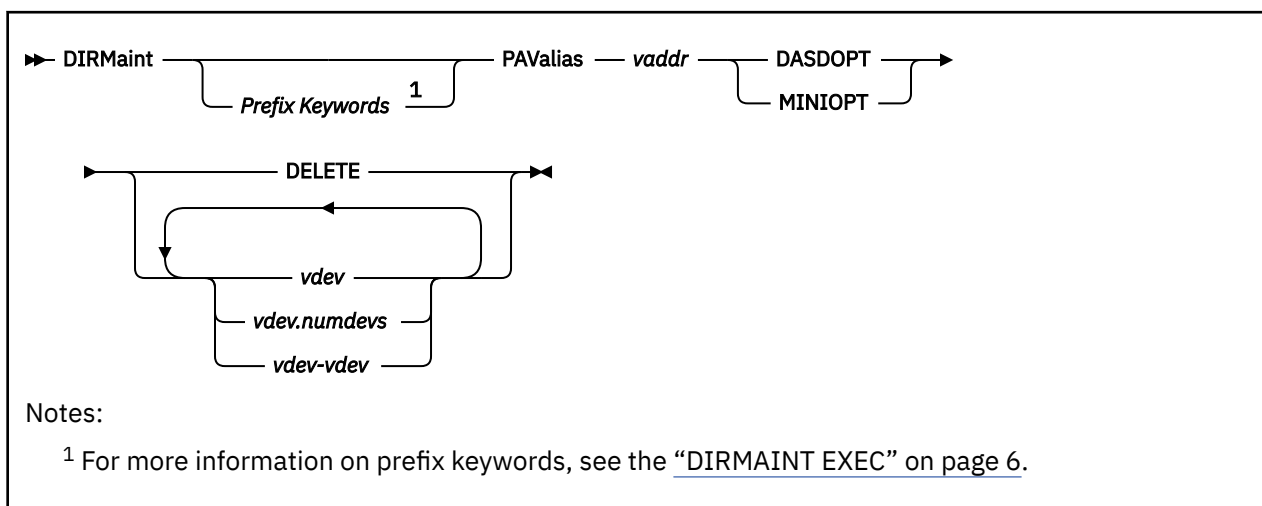 DIRMaint PAValias vaddr DASDOPT
Prefix Keywords 1 MINIOPT
DELETE
vdev
vdev.numdevs
vdev-vdev
Notes:
1 For more information on prefix keywords, see the “DIRMAINT EXEC” on page 6.